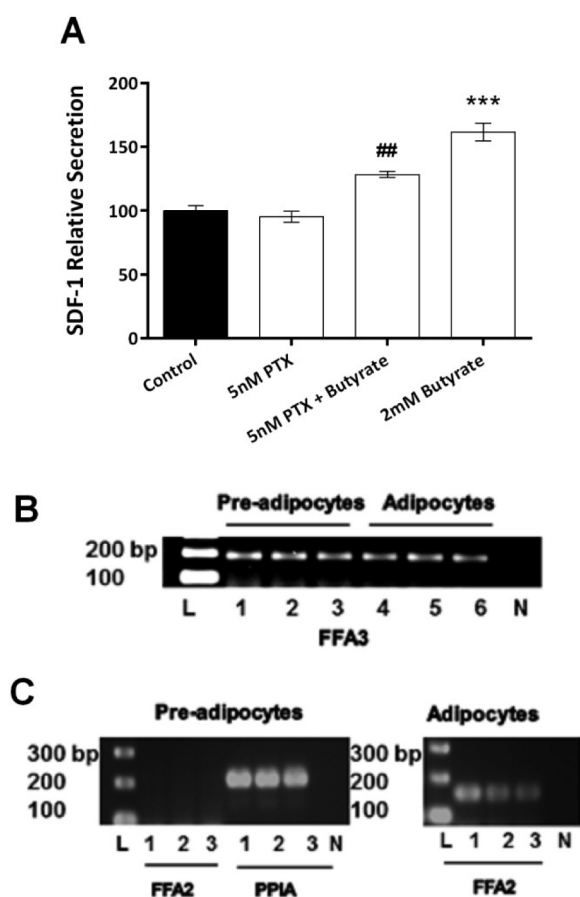 A
SDF-1 Relative Secretion
200
***
150
##
100
50
0
Control
5nM PTX
5nM PTX + Butyrate
2mM Butyrate
B
Pre-adipocytes Adipocytes
200 bp
100
L 1 2 3 4 5 6 N
FFA3
C
Pre-adipocytes
300 bp
200
100
L 1 2 3 1 2 3 N
FFA2 PPIA
Adipocytes
300 bp
200
100
L 1 2 3 N
FFA2